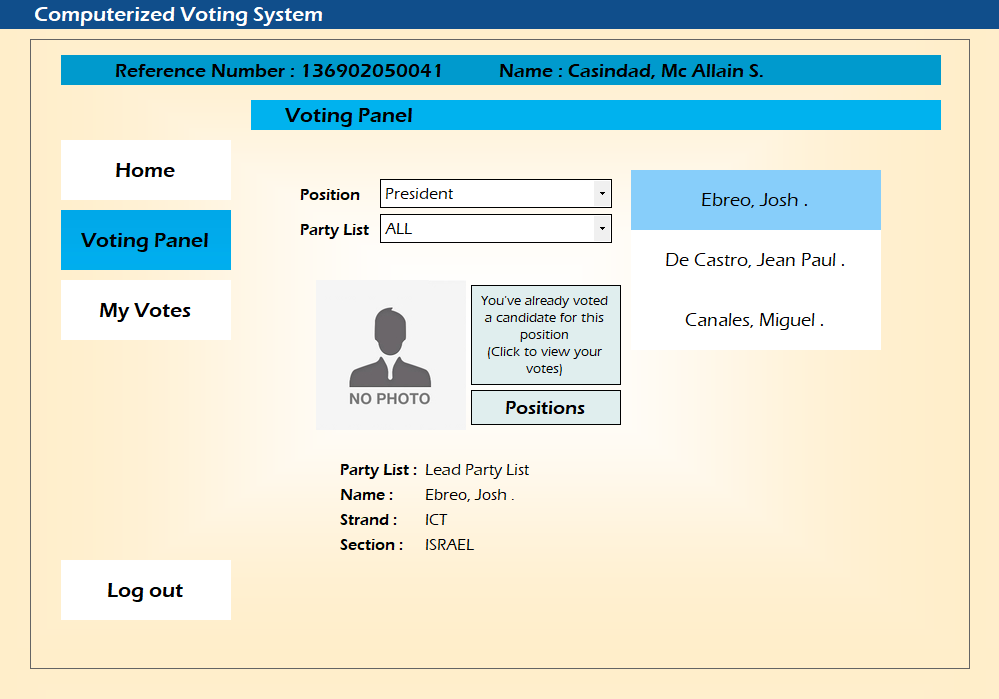 Computerized Voting System
Reference Number : 136902050041 Name : Casindad, Mc Allain S.
Voting Panel
Home
Voting Panel
My Votes
Log out
Position President
Party List ALL
NO PHOTO
You've already voted
a candidate for this
position
(Click to view your
votes)
Positions
Party List : Lead Party List
Name : Ebreo, Josh .
Strand : ICT
Section : ISRAEL
Ebreo, Josh .
De Castro, Jean Paul .
Canales, Miguel .